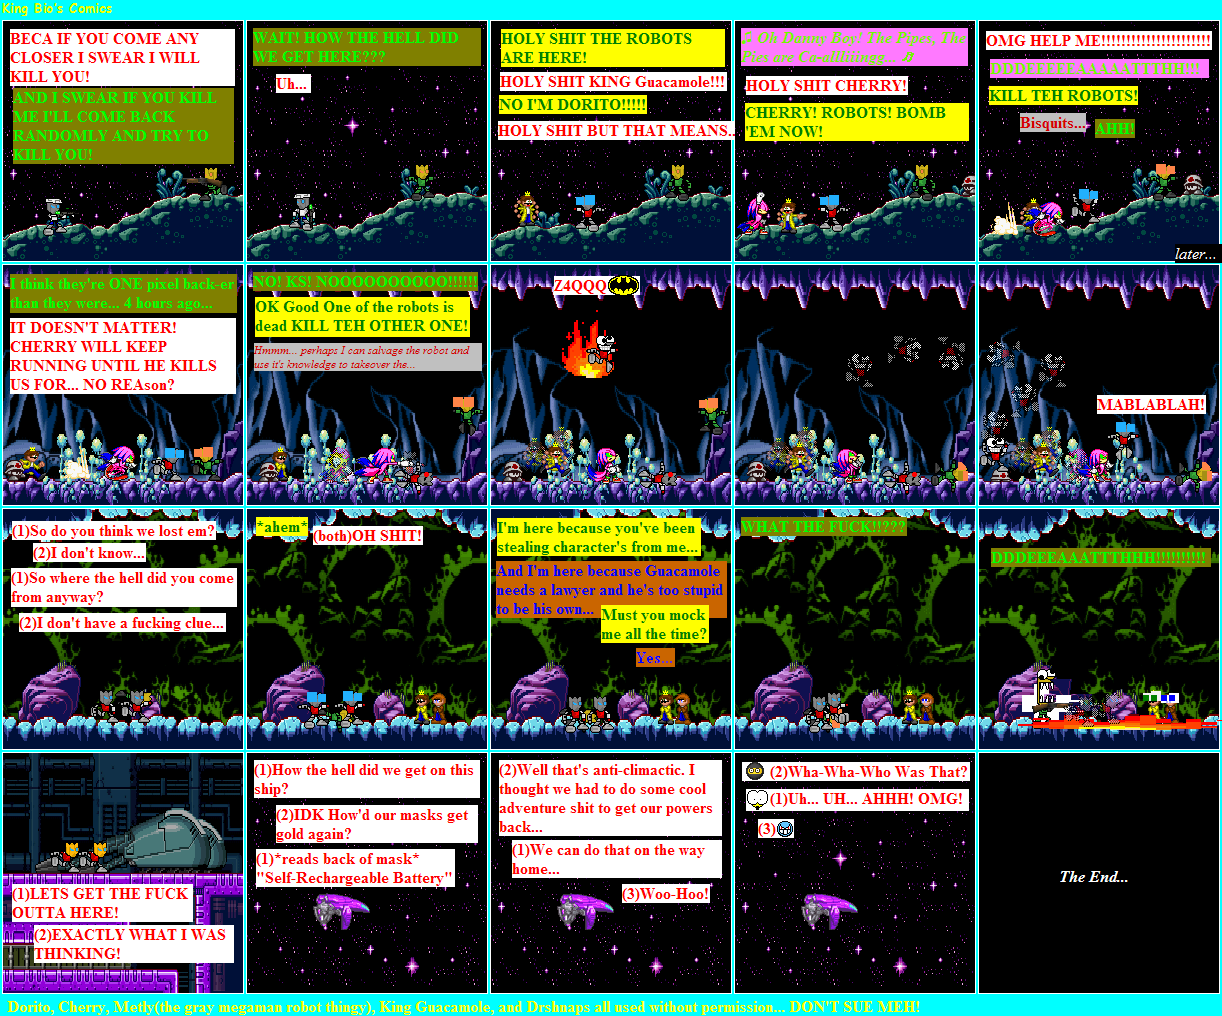 King Bio's Comics
BECA IF YOU COME ANY
CLOSER I SWEAR I WILL
KILL YOU!
AND I SWEAR IF YOU KILL
ME I'LL COME BACK
RANDOMLY AND TRY TO
KILL YOU!
WAIT! HOW THE HELL DID
WE GET HERE???
Uh...
HOLY SHIT THE ROBOTS
ARE HERE!
HOLY SHIT KING Guacamole!!!
NO I'M DORITO!!!!!
HOLY SHIT BUT THAT MEANS..
♫ Oh Danny Boy! The Pipes, The
Pipes are
HOLY SHIT CHERRY!
CHERRY! ROBOTS! BOMB
'EM NOW!
OMG HELP ME!!!!!!!!!!!!!!!!!!!!!!
DDDEEEEEAAAAATTTHH!!!
KILL TEH ROBOTS!
Bisquits...
AHH!
later...
I think they're ONE pixel back-er
than they were... 4 hours ago...
IT DOESN'T MATTER!
CHERRY WILL KEEP
RUNNING UNTIL HE KILLS
US FOR... NO REAson?
NO! KS! NOOOOOOOOOO!!!!!!!
OK Good One of the robots is
dead KILL TEH OTHER ONE!
Hmmm... perhaps I can salvage the robot and
use it's knowledge to takeover the...
Z4QQQ
MABLABLAH!
(1)So do you think we lost em?
(2)I don't know...
(1)So where the hell did you come
from anyway?
(2)I don't have a fucking clue...
*ahem*
(both)OH SHIT!
I'm here because you've been
stealing character's from me...
And I'm here because Guacamole
needs a lawyer and he's too stupid
to be his own...
Must you mock
me all the time?
Yes...
WHAT THE FUCK!!???
DDDEEEAAATTTHHH!!!!!!!!!!
(1)LETS GET THE FUCK
OUTTA HERE!
(2)EXACTLY WHAT I WAS
THINKING!
(1)How the hell did we get on this
ship?
(2)IDK How'd our masks get
gold again?
(1)*reads back of mask*
"Self-Rechargeable Battery"
(2)Well that's anti-climactic. I
thought we had to do some cool
adventure shit to get our powers
back...
(1)We can do that on the way
home...
(3)Woo-Hoo!
(2)Wha-Wha-Who Was That?
(1)Uh... UH... AHHH! OMG!
(3)
The End...
Dorito, Cherry, Metly(the gray megaman robot thingy), King Guacamole, and Drshnaps all used without permission... DON'T SUE MEH!